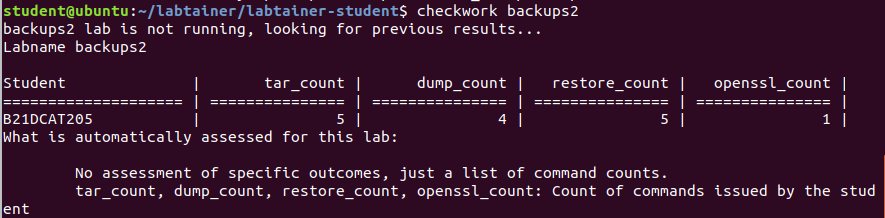 student@ubuntu:~/labtainer/labtainer-student$ checkwork backups2
backups2 lab is not running, looking for previous results...
Labname backups2
Student | tar_count | dump_count | restore_count | openssl_count |
==================== | =============== | =============== | =============== | =============== |
B21DCAT205 | 5 | 4 | 5 | 1 |
What is automatically assessed for this lab:
No assessment of specific outcomes, just a list of command counts.
tar_count, dump_count, restore_count, openssl_count: Count of commands issued by the stud
ent